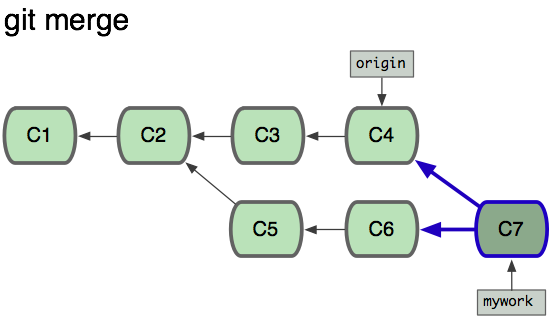 git merge
origin
C1 C2 C3 C4
C5 C6 C7
mywork